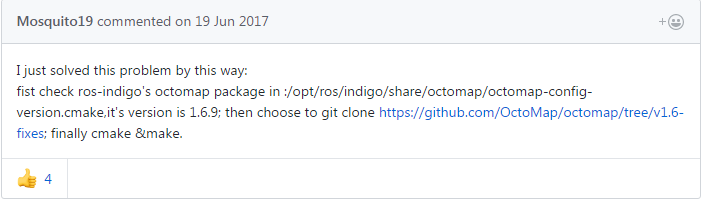 Mosquito19 commented on 19 Jun 2017
I just solved this problem by this way:
fist check ros-indigo's octomap package in :/opt/ros/indigo/share/octomap/octomap-config-
version.cmake,it's version is 1.6.9; then choose to git clone https://github.com/OctoMap/octomap/tree/v1.6-
fixes; finally cmake &make.
4